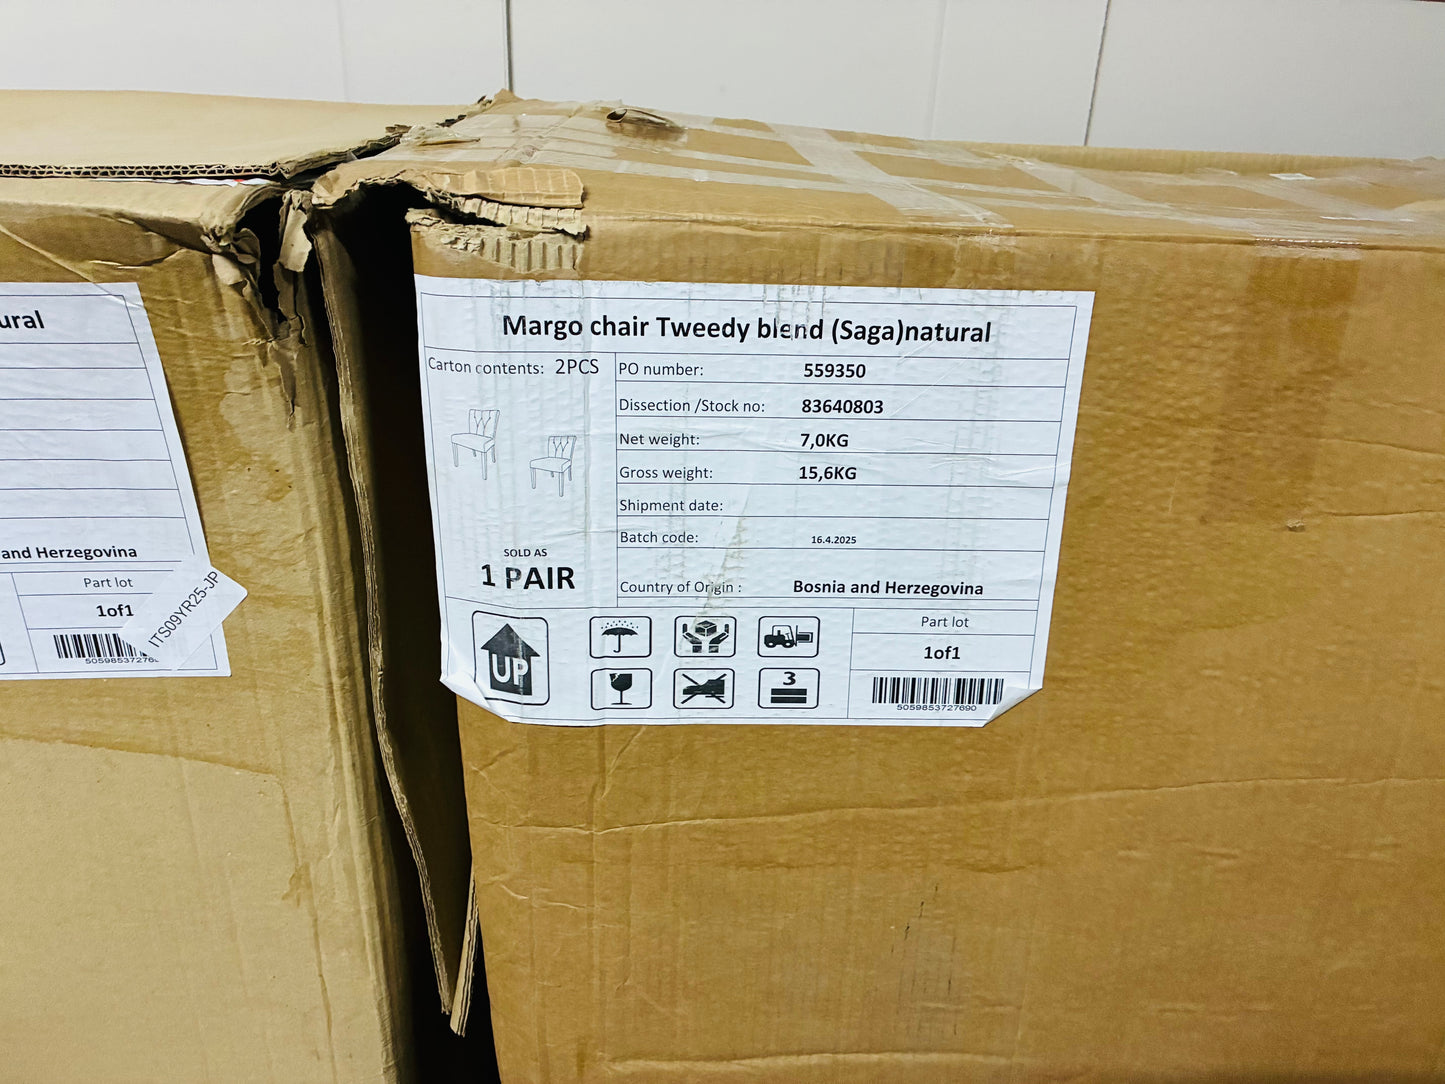 ural
and Herzegovina
Part lot
1of1
ITS09YR25-JP
Margo chair Tweedy blend (Saga)natural
Carton contents: 2PCS
PO number: 559350
Dissection /Stock no: 83640803
Net weight: 7,0KG
Gross weight: 15,6KG
Shipment date:
Batch code: 16.4.2025
SOLD AS
1 PAIR
Country of Origin : Bosnia and Herzegovina
UP
3
Part lot
1of1
5059853727690